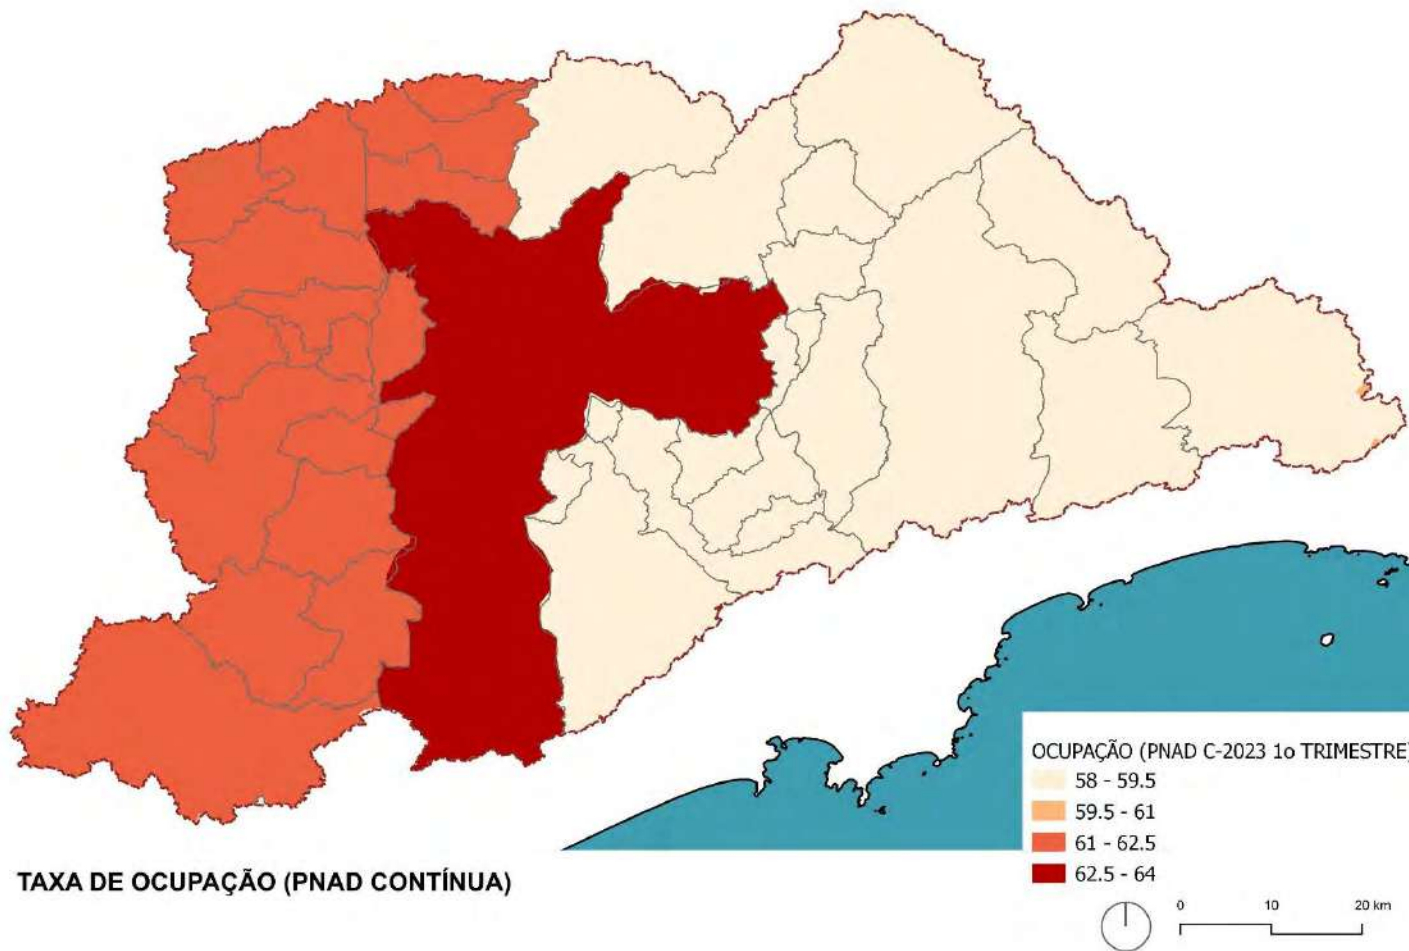 OCUPAÇÃO (PNAD C-2023 1o TRIMESTRE)
58 - 59.5
59.5 - 61
61 - 62.5
62.5 - 64
TAXA DE OCUPAÇÃO (PNAD CONTÍNUA)
0 10 20 km